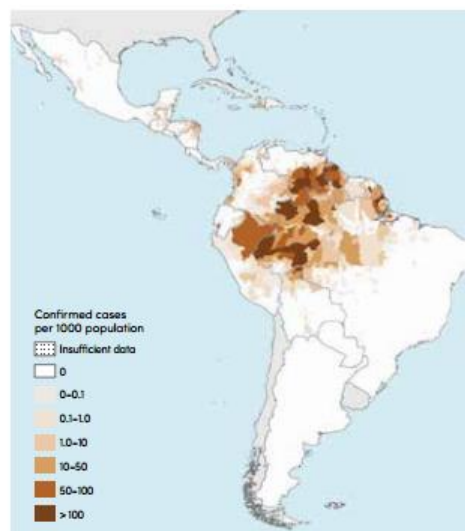 Confirmed cases
per 1000 population
Insufficient data
0
0–0.1
0.1–1.0
1.0–10
10–50
50–100
>100